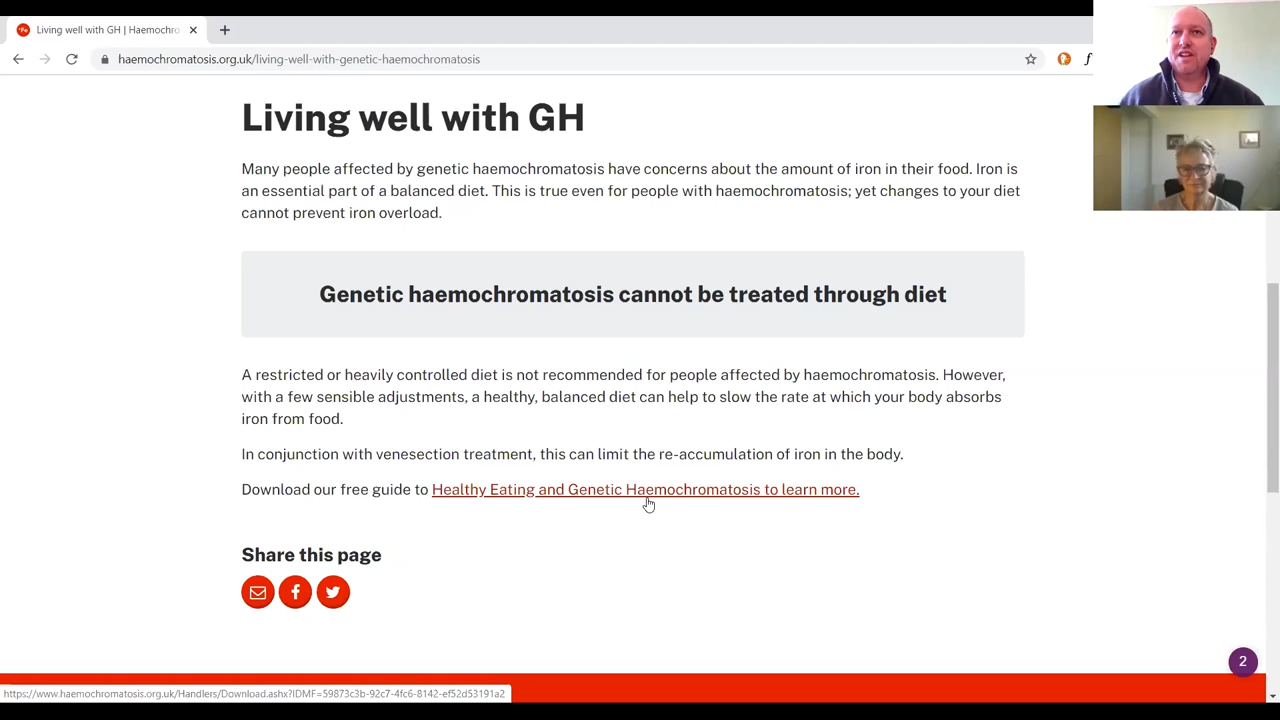 Living well with GH | Haemochro
haemochromatosis.org.uk/living-well-with-genetic-haemochromatosis
Living well with GH
Many people affected by genetic haemochromatosis have concerns about the amount of iron in their food. Iron is
an essential part of a balanced diet. This is true even for people with haemochromatosis; yet changes to your diet
cannot prevent iron overload.
Genetic haemochromatosis cannot be treated through diet
A restricted or heavily controlled diet is not recommended for people affected by haemochromatosis. However,
with a few sensible adjustments, a healthy, balanced diet can help to slow the rate at which your body absorbs
iron from food.
In conjunction with venesection treatment, this can limit the re-accumulation of iron in the body.
Download our free guide to Healthy Eating and Genetic Haemochromatosis to learn more.
Share this page
2
https://www.haemochromatosis.org.uk/Handlers/Download.ashx?IDMF=59873c3b-92c7-4fc6-8142-ef52d53191a2